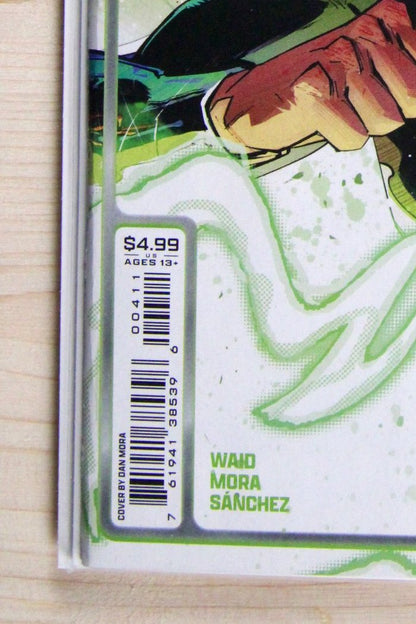 $4.99
US
AGES 13+
00411
7 61941 38539 6
COVER BY DAN MORA
WAID
MORA
SÁNCHEZ